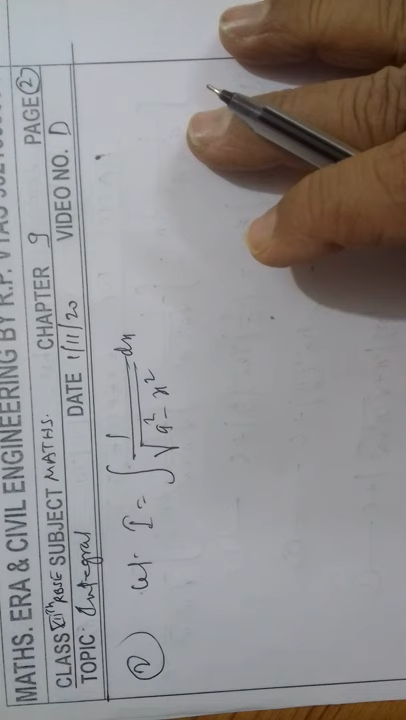 MATHS. ERA & CIVIL ENGINEERING BY R.P. VYAS
CLASS XIIth RBSE SUBJECT MATHS. CHAPTER 9 PAGE 2
TOPIC: Integral DATE 1/11/20 VIDEO NO. D
(2) Let. I = ∫ 1/√(a² - x²) dx